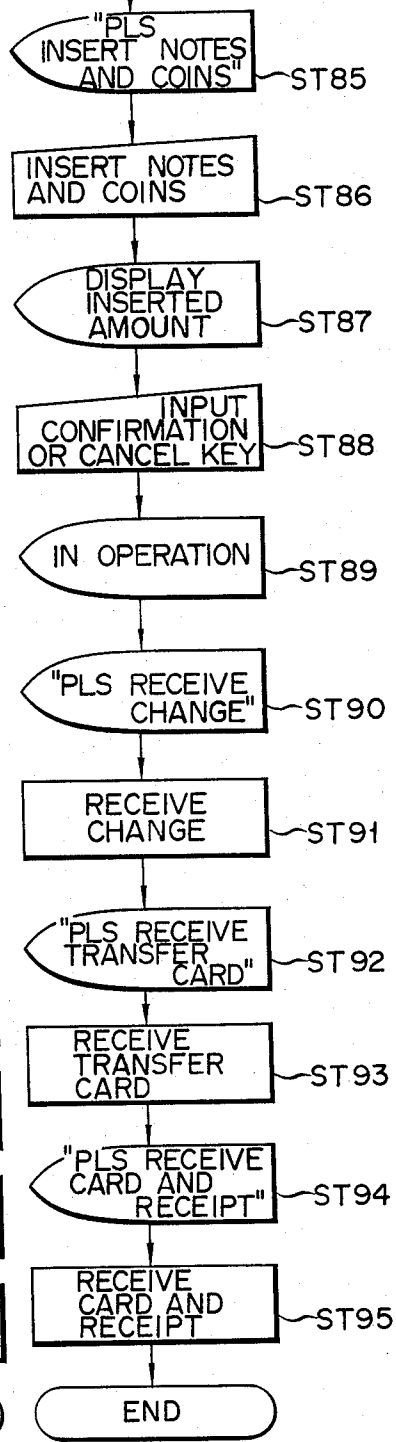 "PLS
INSERT NOTES
AND COINS"
ST85
INSERT NOTES
AND COINS
ST86
DISPLAY
INSERTED
AMOUNT
ST87
INPUT
CONFIRMATION
OR CANCEL KEY
ST88
IN OPERATION
ST89
"PLS RECEIVE
CHANGE"
ST90
RECEIVE
CHANGE
ST91
"PLS RECEIVE
TRANSFER
CARD"
ST92
RECEIVE
TRANSFER
CARD
ST93
"PLS RECEIVE
CARD AND
RECEIPT"
ST94
RECEIVE
CARD AND
RECEIPT
ST95
END